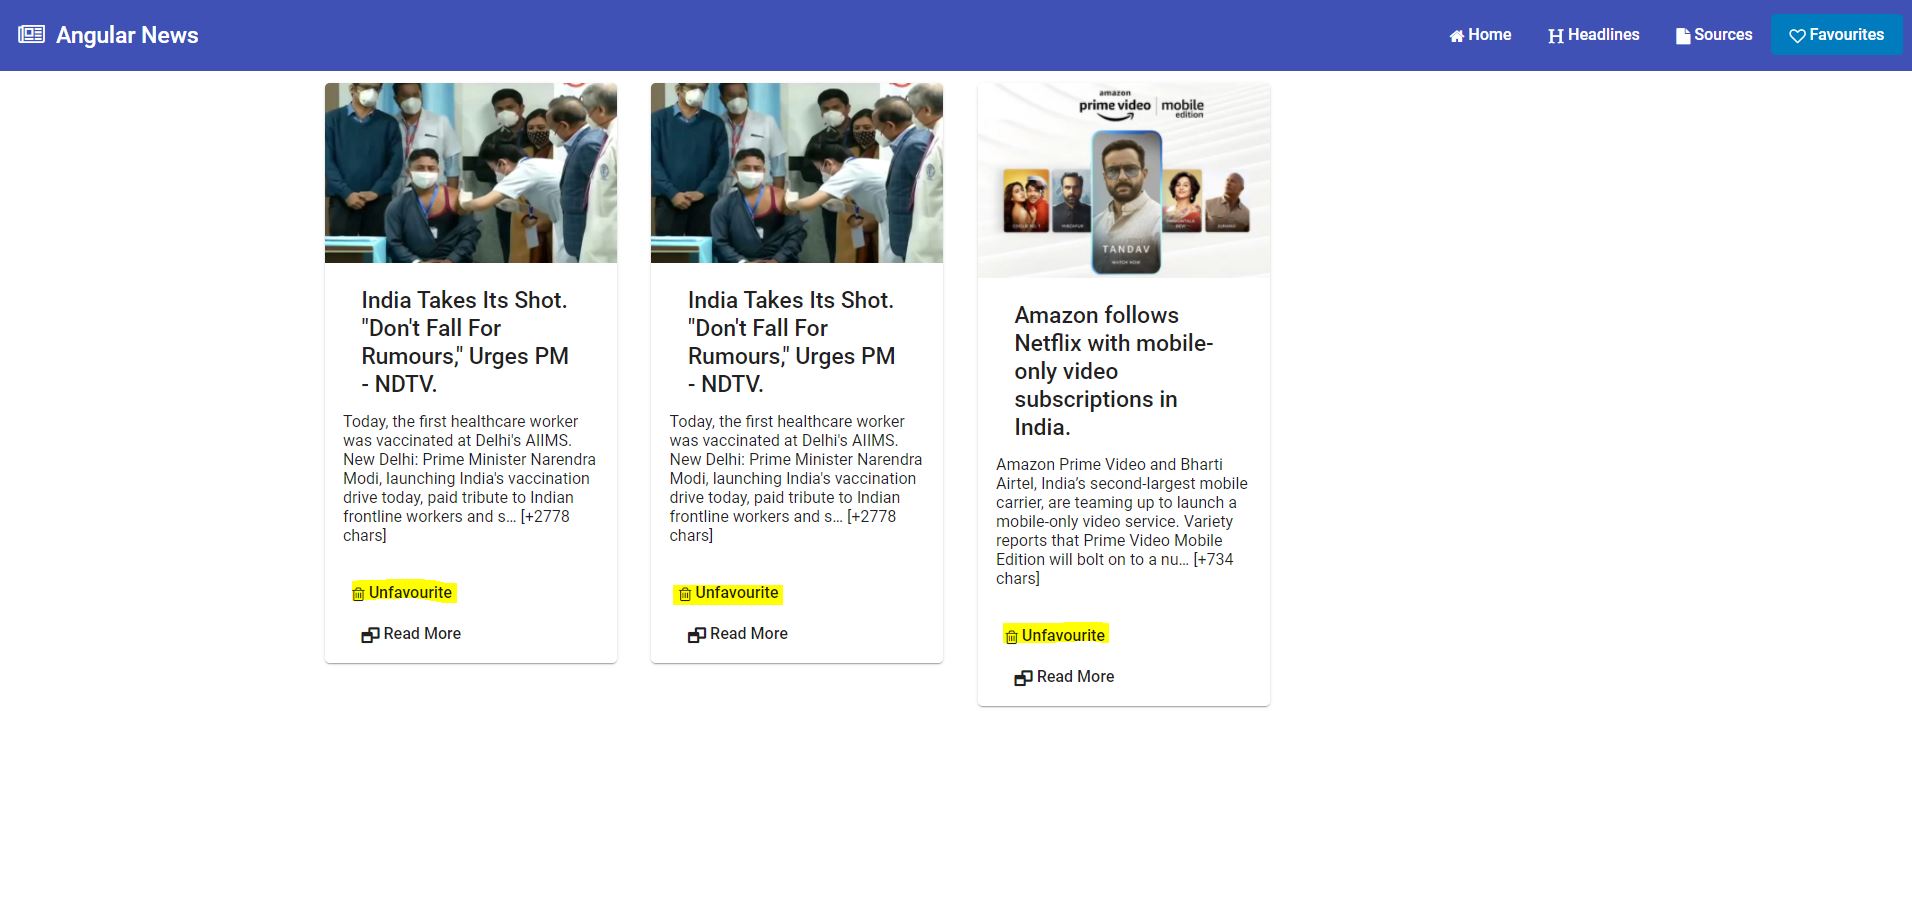 Angular News
Home
Headlines
Sources
Favourites
India Takes Its Shot.
"Don't Fall For
Rumours," Urges PM
- NDTV.
Today, the first healthcare worker
was vaccinated at Delhi's AIIMS.
New Delhi: Prime Minister Narendra
Modi, launching India's vaccination
drive today, paid tribute to Indian
frontline workers and s… [+2778
chars]
Unfavourite
Read More
India Takes Its Shot.
"Don't Fall For
Rumours," Urges PM
- NDTV.
Today, the first healthcare worker
was vaccinated at Delhi's AIIMS.
New Delhi: Prime Minister Narendra
Modi, launching India's vaccination
drive today, paid tribute to Indian
frontline workers and s… [+2778
chars]
Unfavourite
Read More
amazon
prime video | mobile
edition
TANDAV
WATCH NOW
Amazon follows
Netflix with mobile-
only video
subscriptions in
India.
Amazon Prime Video and Bharti
Airtel, India’s second-largest mobile
carrier, are teaming up to launch a
mobile-only video service. Variety
reports that Prime Video Mobile
Edition will bolt on to a nu… [+734
chars]
Unfavourite
Read More